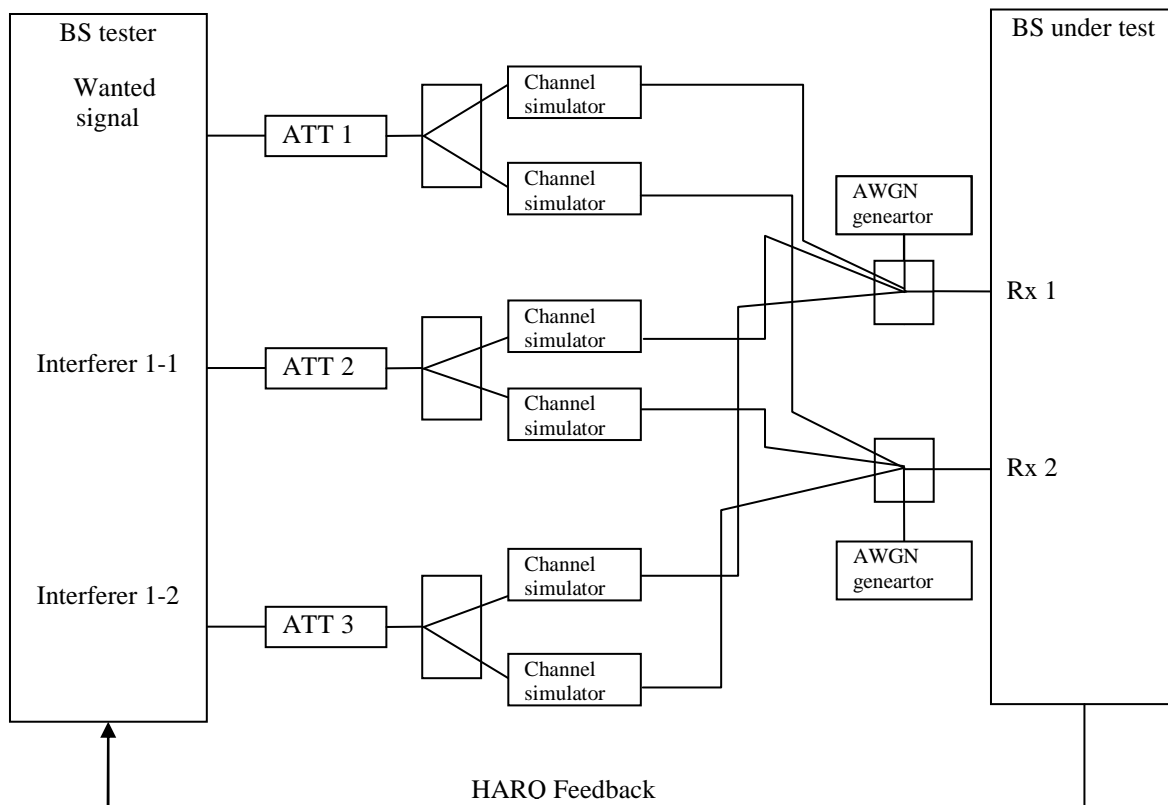 BS tester
BS under test
Wanted
signal
ATT 1
Channel
simulator
Channel
simulator
AWGN
geneartor
Rx 1
Interferer 1-1
ATT 2
Channel
simulator
Channel
simulator
Rx 2
AWGN
geneartor
Interferer 1-2
ATT 3
Channel
simulator
Channel
simulator
HARQ Feedback